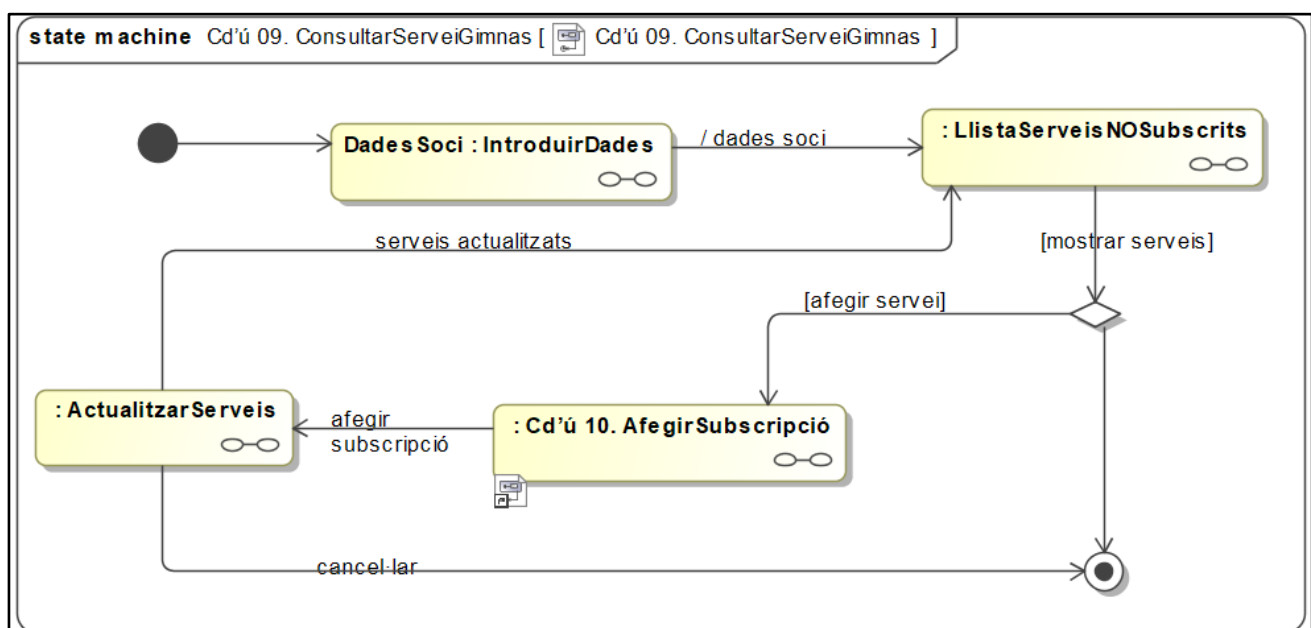 state machine Cd'ú 09. ConsultarServeiGimnas [ Cd'ú 09. ConsultarServeiGimnas ]
DadesSoci : IntroduirDades
/ dades soci
: LlistaServeisNOSubscrits
serveis actualitzats
[mostrar serveis]
[afegir servei]
: ActualitzarServeis
afegir
subscripció
: Cd'ú 10. AfegirSubscripció
cancel·lar